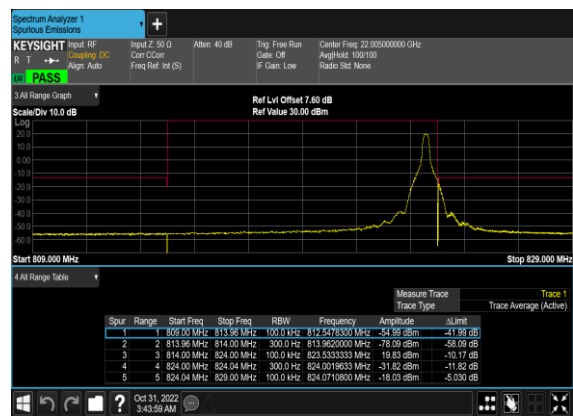 Spectrum Analyzer 1
Spurious Emissions
KEYSIGHT Input: RF Input Z: 50 Ω Atten: 40 dB Trig: Free Run Center Freq: 22.005000000 GHz
R T Coupling: DC Corr CCorr Gate: Off Avg|Hold: 100/100
Align: Auto Freq Ref: Int (S) IF Gain: Low Radio Std: None
PASS
3 All Range Graph
Ref Lvl Offset 7.60 dB
Scale/Div 10.0 dB Ref Value 30.00 dBm
Log
20.0
10.0
0.00
-10.0
-20.0
-30.0
-40.0
-50.0
-60.0
Start 809.000 MHz Stop 829.000 MHz
4 All Range Table
Measure Trace Trace 1
Trace Type Trace Average (Active)
Spur Range Start Freq Stop Freq RBW Frequency Amplitude ΔLimit
1 1 809.00 MHz 813.96 MHz 100.0 kHz 812.5478300 MHz -54.99 dBm -41.99 dB
2 2 813.96 MHz 814.00 MHz 300.0 Hz 813.9620000 MHz -78.09 dBm -58.09 dB
3 3 814.00 MHz 824.00 MHz 100.0 kHz 823.5333333 MHz 19.83 dBm -10.17 dB
4 4 824.00 MHz 824.04 MHz 300.0 Hz 824.0019633 MHz -31.82 dBm -11.82 dB
5 5 824.04 MHz 829.00 MHz 100.0 kHz 824.0710800 MHz -18.03 dBm -5.030 dB
Oct 31, 2022
3:43:59 AM